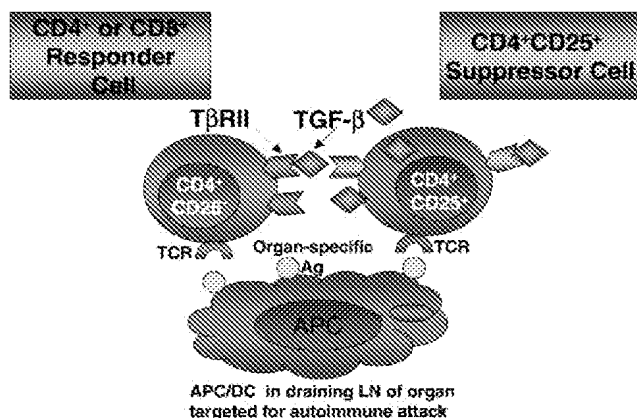 CD4⁺ or CD8⁺
Responder
Cell
CD4⁺CD25⁺
Suppressor Cell
TβRII
TGF-β
CD4⁺
CD25⁻
CD4⁺
CD25⁺
TCR
Organ-specific
Ag
TCR
APC
APC/DC in draining LN of organ
targeted for autoimmune attack